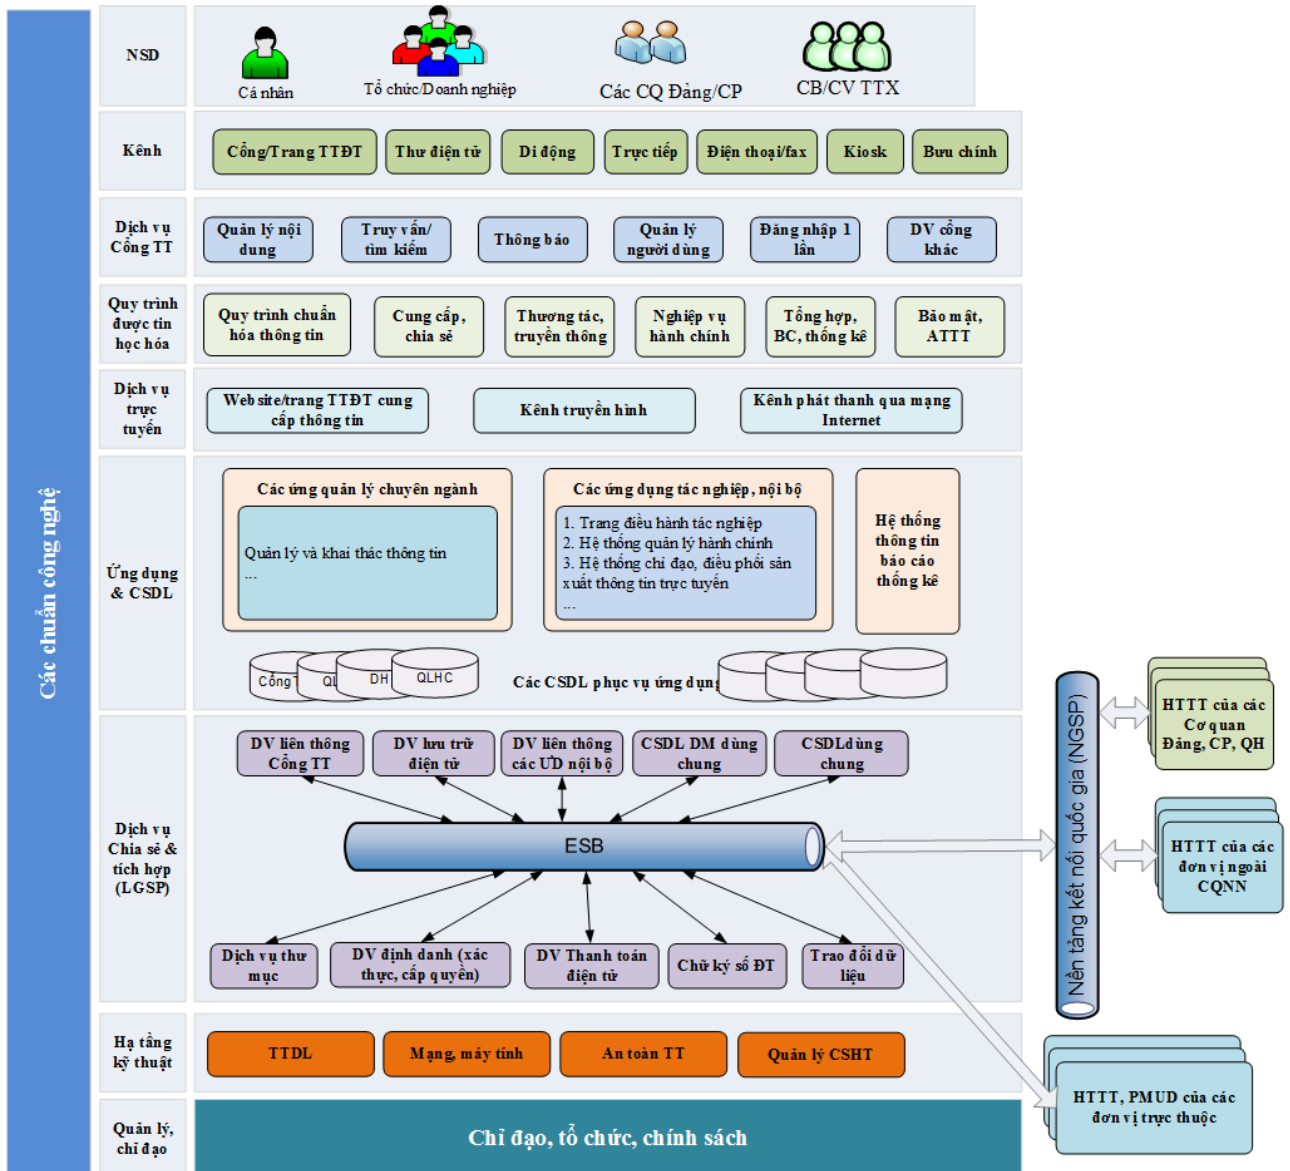 Các chuẩn công nghệ
NSD
Cá nhân
Tổ chức/Doanh nghiệp
Các CQ Đảng/CP
CB/CV TTX
Kênh
Cổng/Trang TTĐT
Thư điện tử
Di động
Trực tiếp
Điện thoại/fax
Kiosk
Bưu chính
Dịch vụ
Cổng TT
Quản lý nội
dung
Truy vấn/
tìm kiếm
Thông báo
Quản lý
người dùng
Đăng nhập 1
lần
DV cổng
khác
Quy trình
được tin
học hóa
Quy trình chuẩn
hóa thông tin
Cung cấp,
chia sẻ
Thương tác,
truyền thông
Nghiệp vụ
hành chính
Tổng hợp,
BC, thống kê
Bảo mật,
ATTT
Dịch vụ
trực
tuyến
Website/trang TTĐT cung
cấp thông tin
Kênh truyền hình
Kênh phát thanh qua mạng
Internet
Ứng dụng
& CSDL
Các ứng quản lý chuyên ngành
Quản lý và khai thác thông tin
...
Các ứng dụng tác nghiệp, nội bộ
1. Trang điều hành tác nghiệp
2. Hệ thống quản lý hành chính
3. Hệ thống chỉ đạo, điều phối sản
xuất thông tin trực tuyến
...
Hệ thống
thông tin
báo cáo
thống kê
Cổng T
QL
DH
QLHC
Các CSDL phục vụ ứng dụng
Dịch vụ
Chia sẻ &
tích hợp
(LGSP)
DV liên thông
Cổng TT
DV lưu trữ
điện tử
DV liên thông
các ƯD nội bộ
CSDL DM dùng
chung
CSDLdùng
chung
ESB
Dịch vụ thư
mục
DV định danh (xác
thực, cấp quyền)
DV Thanh toán
điện tử
Chữ ký số ĐT
Trao đổi dữ
liệu
Nền tảng kết nối quốc gia (NGSP)
HTTT của các
Cơ quan
Đảng, CP, QH
HTTT của các
đơn vị ngoài
CQNN
HTTT, PMUD của các
đơn vị trực thuộc
Hạ tầng
kỹ thuật
TTDL
Mạng, máy tính
An toàn TT
Quản lý CSHT
Quản lý,
chỉ đạo
Chỉ đạo, tổ chức, chính sách